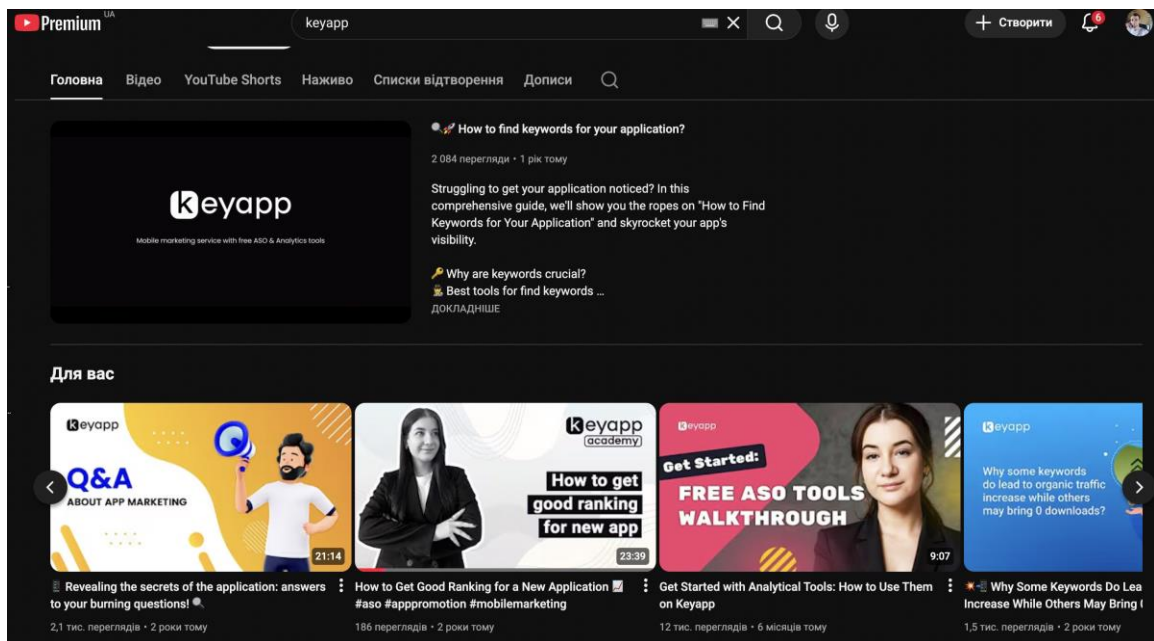 Premium UA
keyapp
Створити
6
Головна
Відео
YouTube Shorts
Наживо
Списки відтворення
Дописи
keyapp
Mobile marketing service with free ASO & Analytics tools
How to find keywords for your application?
2 084 перегляди • 1 рік тому
Struggling to get your application noticed? In this
comprehensive guide, we'll show you the ropes on "How to Find
Keywords for Your Application" and skyrocket your app's
visibility.
🔑 Why are keywords crucial?
Best tools for find keywords ...
ДОКЛАДНІШЕ
Для вас
keyapp
Q&A
ABOUT APP MARKETING
21:14
Revealing the secrets of the application: answers
to your burning questions!
2,1 тис. переглядів • 2 роки тому
keyapp
academy
How to get
good ranking
for new app
23:39
How to Get Good Ranking for a New Application 📈
#aso #apppromotion #mobilemarketing
186 переглядів • 2 роки тому
keyapp
Get Started:
FREE ASO TOOLS
WALKTHROUGH
9:07
Get Started with Analytical Tools: How to Use Them
on Keyapp
12 тис. переглядів • 6 місяців тому
keyapp
Why some keywords
do lead to organic traffic
increase while others
may bring 0 downloads?
Why Some Keywords Do Lea
Increase While Others May Bring
1,5 тис. переглядів • 2 роки тому